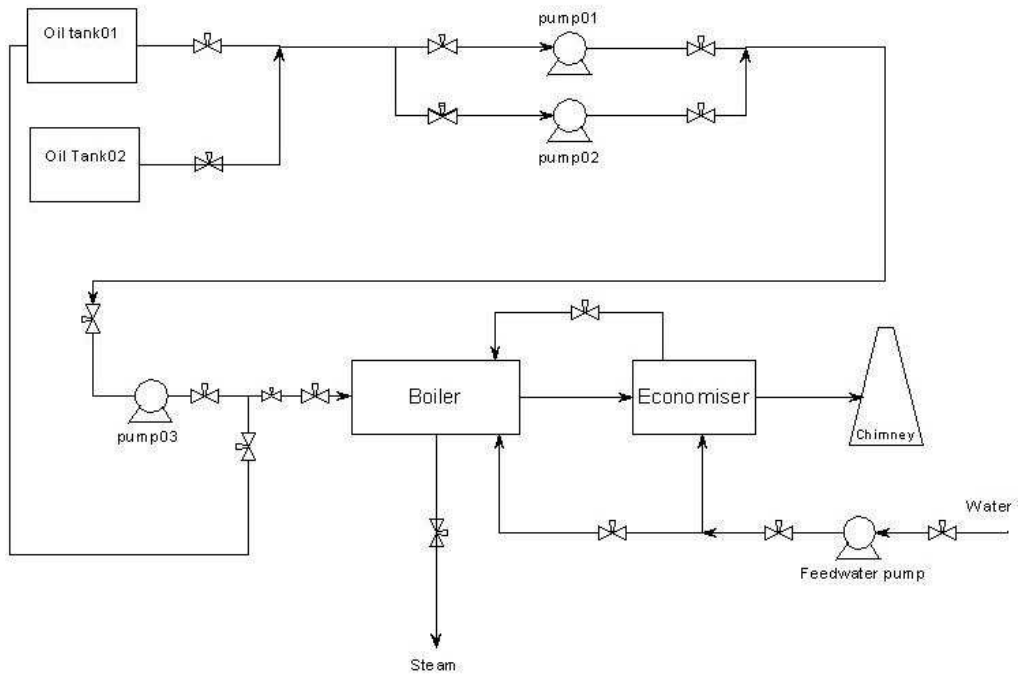 Oil tank01
pump01
Oil Tank02
pump02
Boiler
Economiser
pump03
Chimney
Water
Feedwater pump
Steam